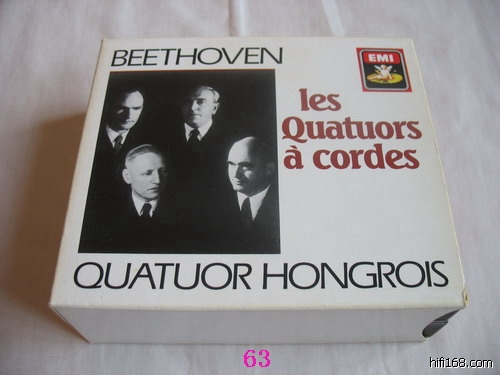 BEETHOVEN
EMI
les
Quatuors
à cordes
QUATUOR HONGROIS
63
hifi168.com